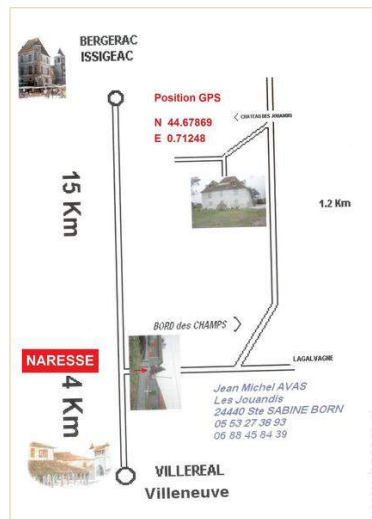 BERGERAC
ISSIGEAC
Position GPS
N 44.67869
E 0.71248
CHATEAU DES JOUANDIS
15 Km
1.2 Km
BORD des CHAMPS
NARESSE
LAGALVAGNE
4 Km
Jean Michel AVAS
Les Jouandis
24440 Ste SABINE BORN
05 53 27 38 93
06 88 45 84 39
VILLEREAL
Villeneuve